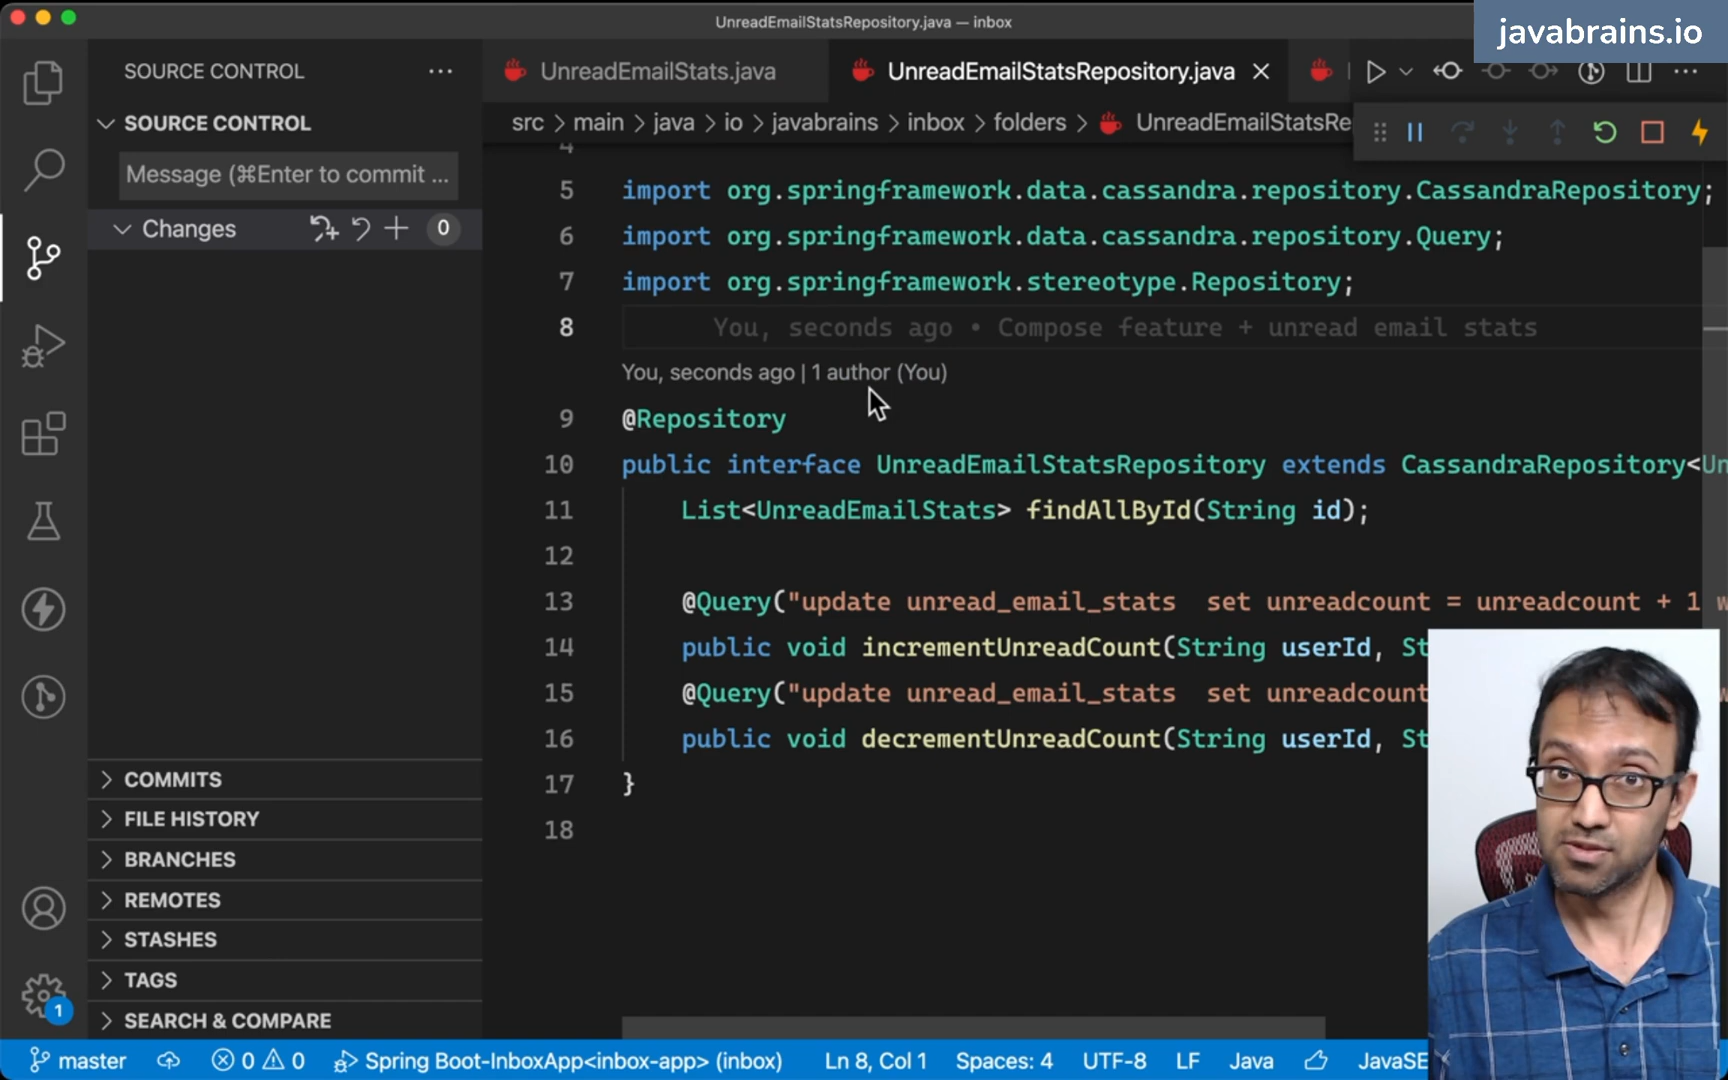 UnreadEmailStatsRepository.java — inbox
javabrains.io
SOURCE CONTROL
UnreadEmailStats.java
UnreadEmailStatsRepository.java
src > main > java > io > javabrains > inbox > folders > UnreadEmailStatsRe
SOURCE CONTROL
Message (⌘Enter to commit ...
Changes 0
5 import org.springframework.data.cassandra.repository.CassandraRepository;
6 import org.springframework.data.cassandra.repository.Query;
7 import org.springframework.stereotype.Repository;
8 You, seconds ago • Compose feature + unread email stats
You, seconds ago | 1 author (You)
9 @Repository
10 public interface UnreadEmailStatsRepository extends CassandraRepository<Un
11 List<UnreadEmailStats> findAllById(String id);
12
13 @Query("update unread_email_stats set unreadcount = unreadcount + 1 w
14 public void incrementUnreadCount(String userId, St
15 @Query("update unread_email_stats set unreadcount
16 public void decrementUnreadCount(String userId, St
17 }
18
COMMITS
FILE HISTORY
BRANCHES
REMOTES
STASHES
TAGS
SEARCH & COMPARE
1
master 0 0 Spring Boot-InboxApp<inbox-app> (inbox) Ln 8, Col 1 Spaces: 4 UTF-8 LF Java JavaSE